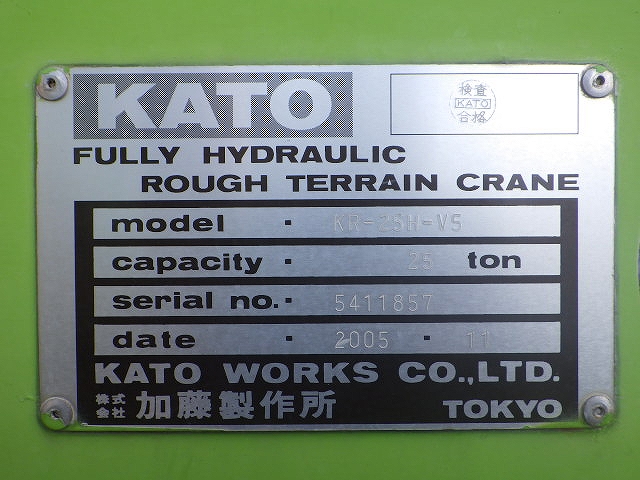 KATO
検査
KATO
合格
FULLY HYDRAULIC
ROUGH TERRAIN CRANE
model · KR-25H-V5
capacity · 25 ton
serial no. · 5411857
date · 2005 · 11
KATO WORKS CO.,LTD.
株式会社 加藤製作所 TOKYO